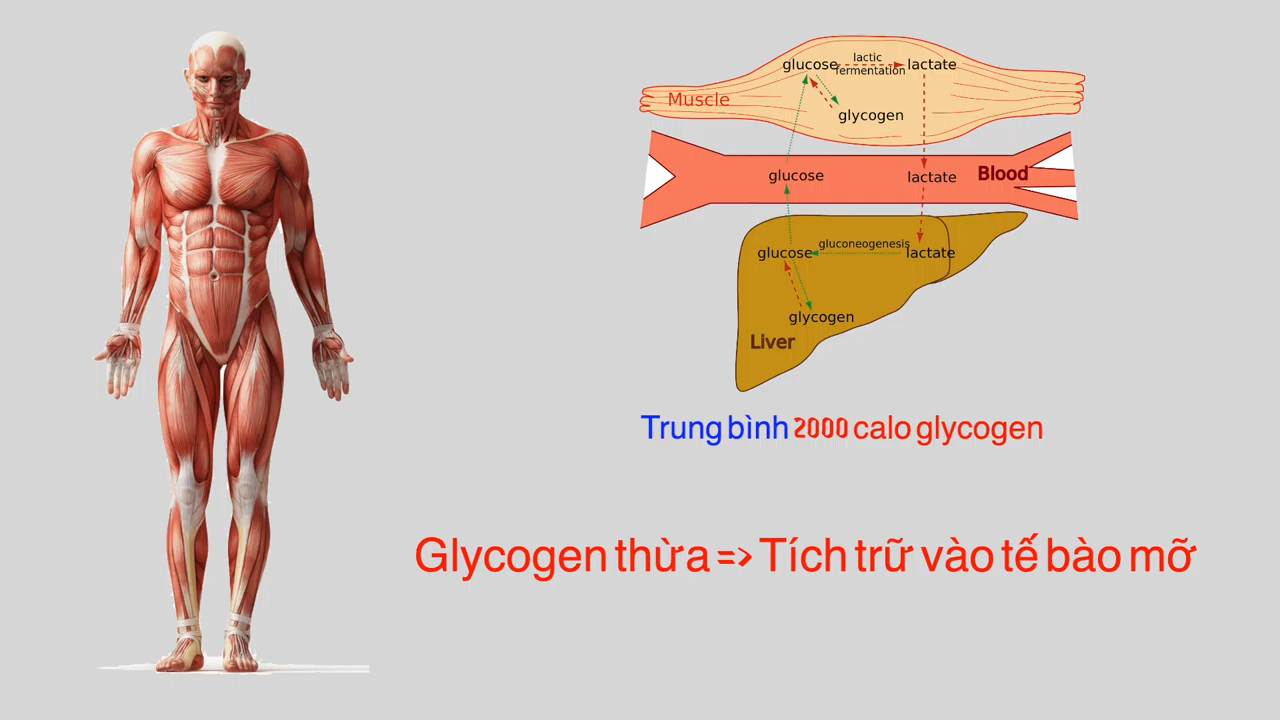 glucose
lactic
fermentation
lactate
Muscle
glycogen
glucose
lactate
Blood
glucose
gluconeogenesis
lactate
glycogen
Liver
Trung bình 2000 calo glycogen
Glycogen thừa => Tích trữ vào tế bào mỡ